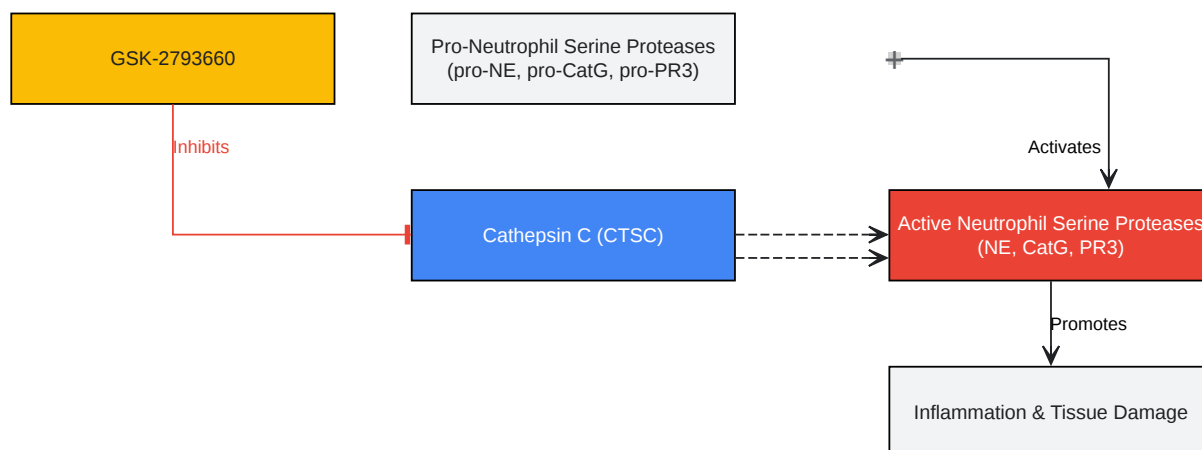 GSK-2793660
Pro-Neutrophil Serine Proteases
(pro-NE, pro-CatG, pro-PR3)
Inhibits
Activates
Cathepsin C (CTSC)
Active Neutrophil Serine Proteases
(NE, CatG, PR3)
Promotes
Inflammation & Tissue Damage